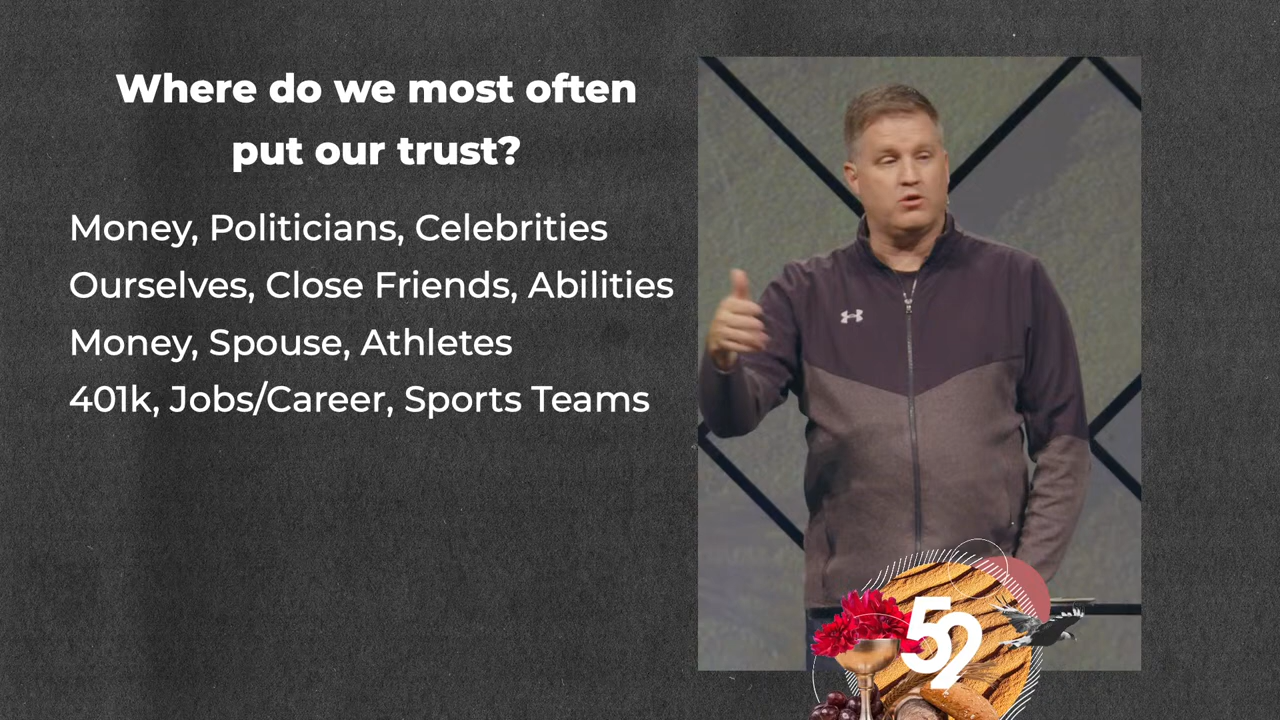 Where do we most often
put our trust?
Money, Politicians, Celebrities
Ourselves, Close Friends, Abilities
Money, Spouse, Athletes
401k, Jobs/Career, Sports Teams
52